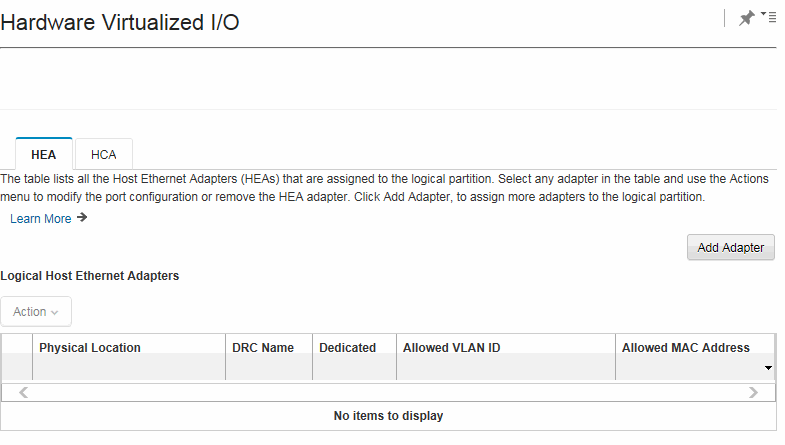 Hardware Virtualized I/O
HEA
HCA
The table lists all the Host Ethernet Adapters (HEAs) that are assigned to the logical partition. Select any adapter in the table and use the Actions
menu to modify the port configuration or remove the HEA adapter. Click Add Adapter, to assign more adapters to the logical partition.
Learn More
Add Adapter
Logical Host Ethernet Adapters
Action
Physical Location DRC Name Dedicated Allowed VLAN ID Allowed MAC Address
No items to display